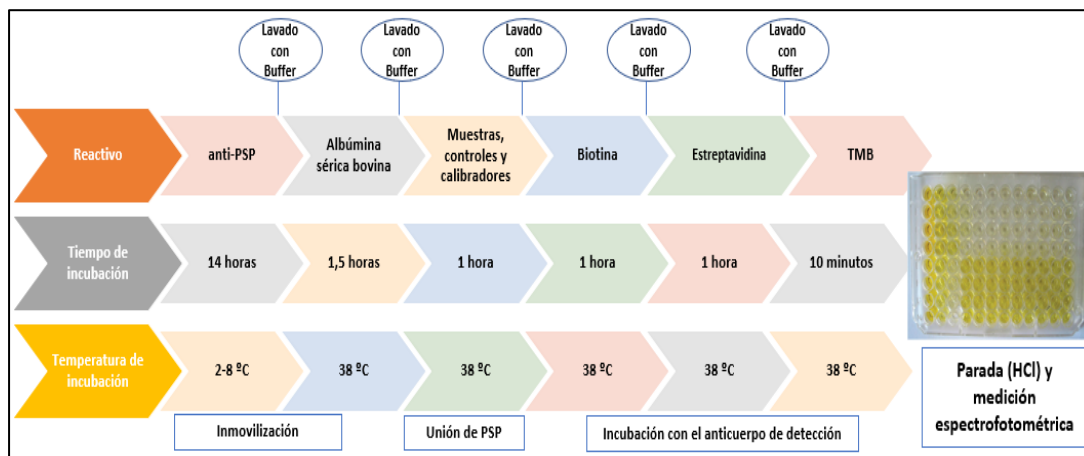 Lavado
con
Buffer
Lavado
con
Buffer
Lavado
con
Buffer
Lavado
con
Buffer
Lavado
con
Buffer
Reactivo
anti-PSP
Albúmina
sérica bovina
Muestras,
controles y
calibradores
Biotina
Estreptavidina
TMB
Tiempo de
incubación
14 horas
1,5 horas
1 hora
1 hora
1 hora
10 minutos
Temperatura de
incubación
2-8 ºC
38 ºC
38 ºC
38 ºC
38 ºC
38 ºC
Inmovilización
Unión de PSP
Incubación con el anticuerpo de detección
Parada (HCl) y
medición
espectrofotométrica